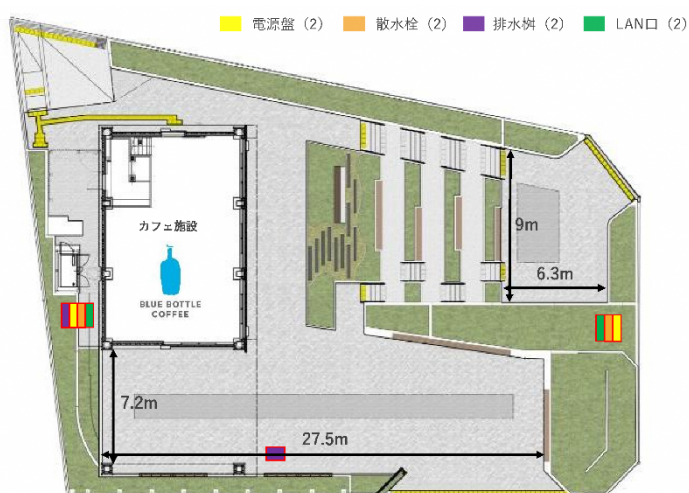 電源盤（2） 散水栓（2） 排水桝（2） LAN口（2）
カフェ施設
BLUE BOTTLE
COFFEE
9m
6.3m
7.2m
27.5m